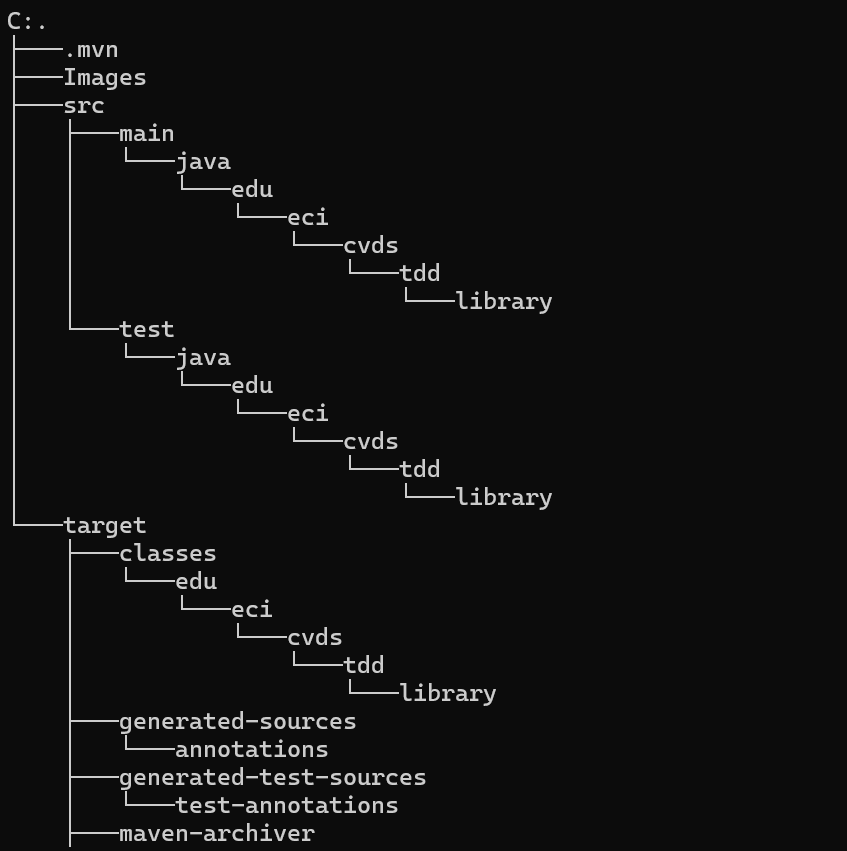 C:.
├───.mvn
├───Images
├───src
│   ├───main
│   │   └───java
│   │       └───edu
│   │           └───eci
│   │               └───cvds
│   │                   └───tdd
│   │                       └───library
│   └───test
│       └───java
│           └───edu
│               └───eci
│                   └───cvds
│                       └───tdd
│                           └───library
└───target
    ├───classes
    │   └───edu
    │       └───eci
    │           └───cvds
    │               └───tdd
    │                   └───library
    ├───generated-sources
    │   └───annotations
    ├───generated-test-sources
    │   └───test-annotations
    ├───maven-archiver